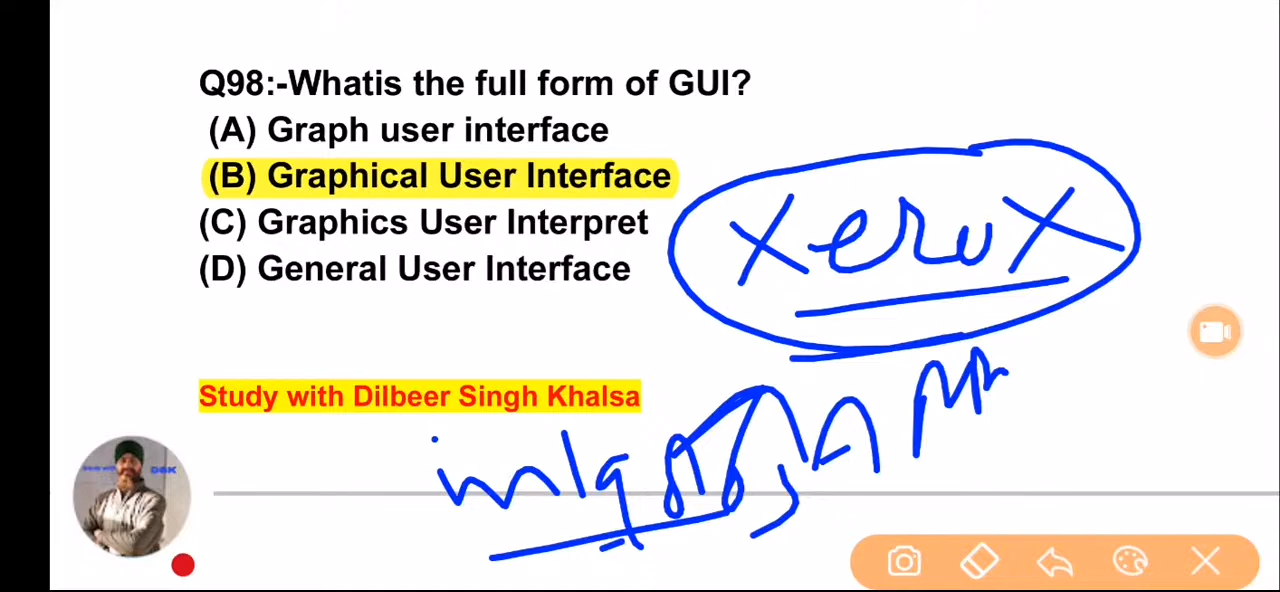 Q98:-Whatis the full form of GUI?
(A) Graph user interface
(B) Graphical User Interface
(C) Graphics User Interpret
(D) General User Interface
Xerox
Study with Dilbeer Singh Khalsa